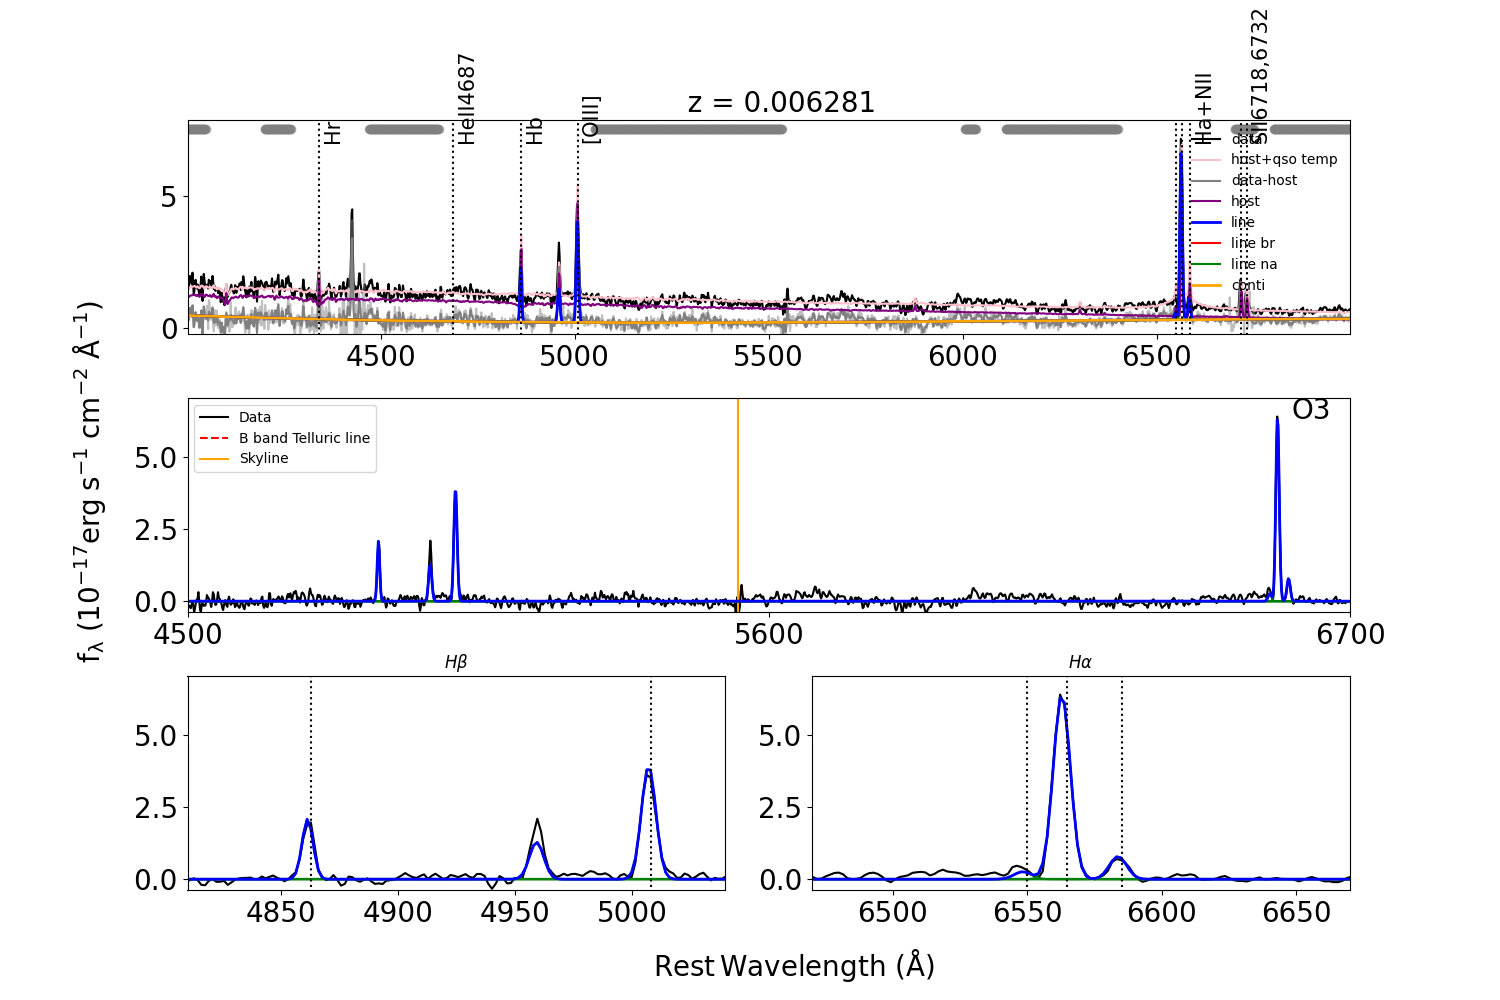 z = 0.006281
Hr
HeII4687
Hb
[OIII]
Ha+NII
SII6718,6732
data
host+qso temp
data-host
host
line
line br
line na
conti
5
0
4500 5000 5500 6000 6500
fλ (10⁻¹⁷erg s⁻¹ cm⁻² Å⁻¹)
Data
B band Telluric line
Skyline
O3
5.0
2.5
0.0
4500 5600 6700
Hβ
5.0
2.5
0.0
4850 4900 4950 5000
Hα
5.0
2.5
0.0
6500 6550 6600 6650
Rest Wavelength (Å)